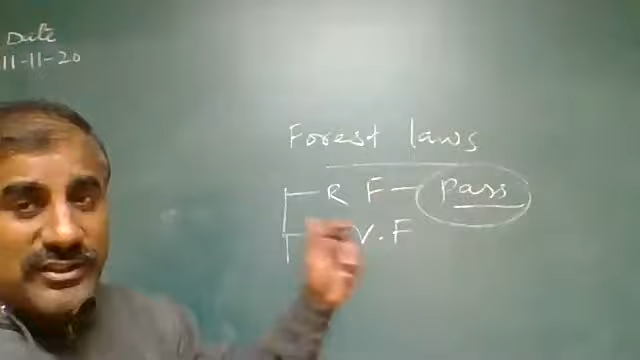 Date
11-11-20
Forest laws
R F - Pass
V.F